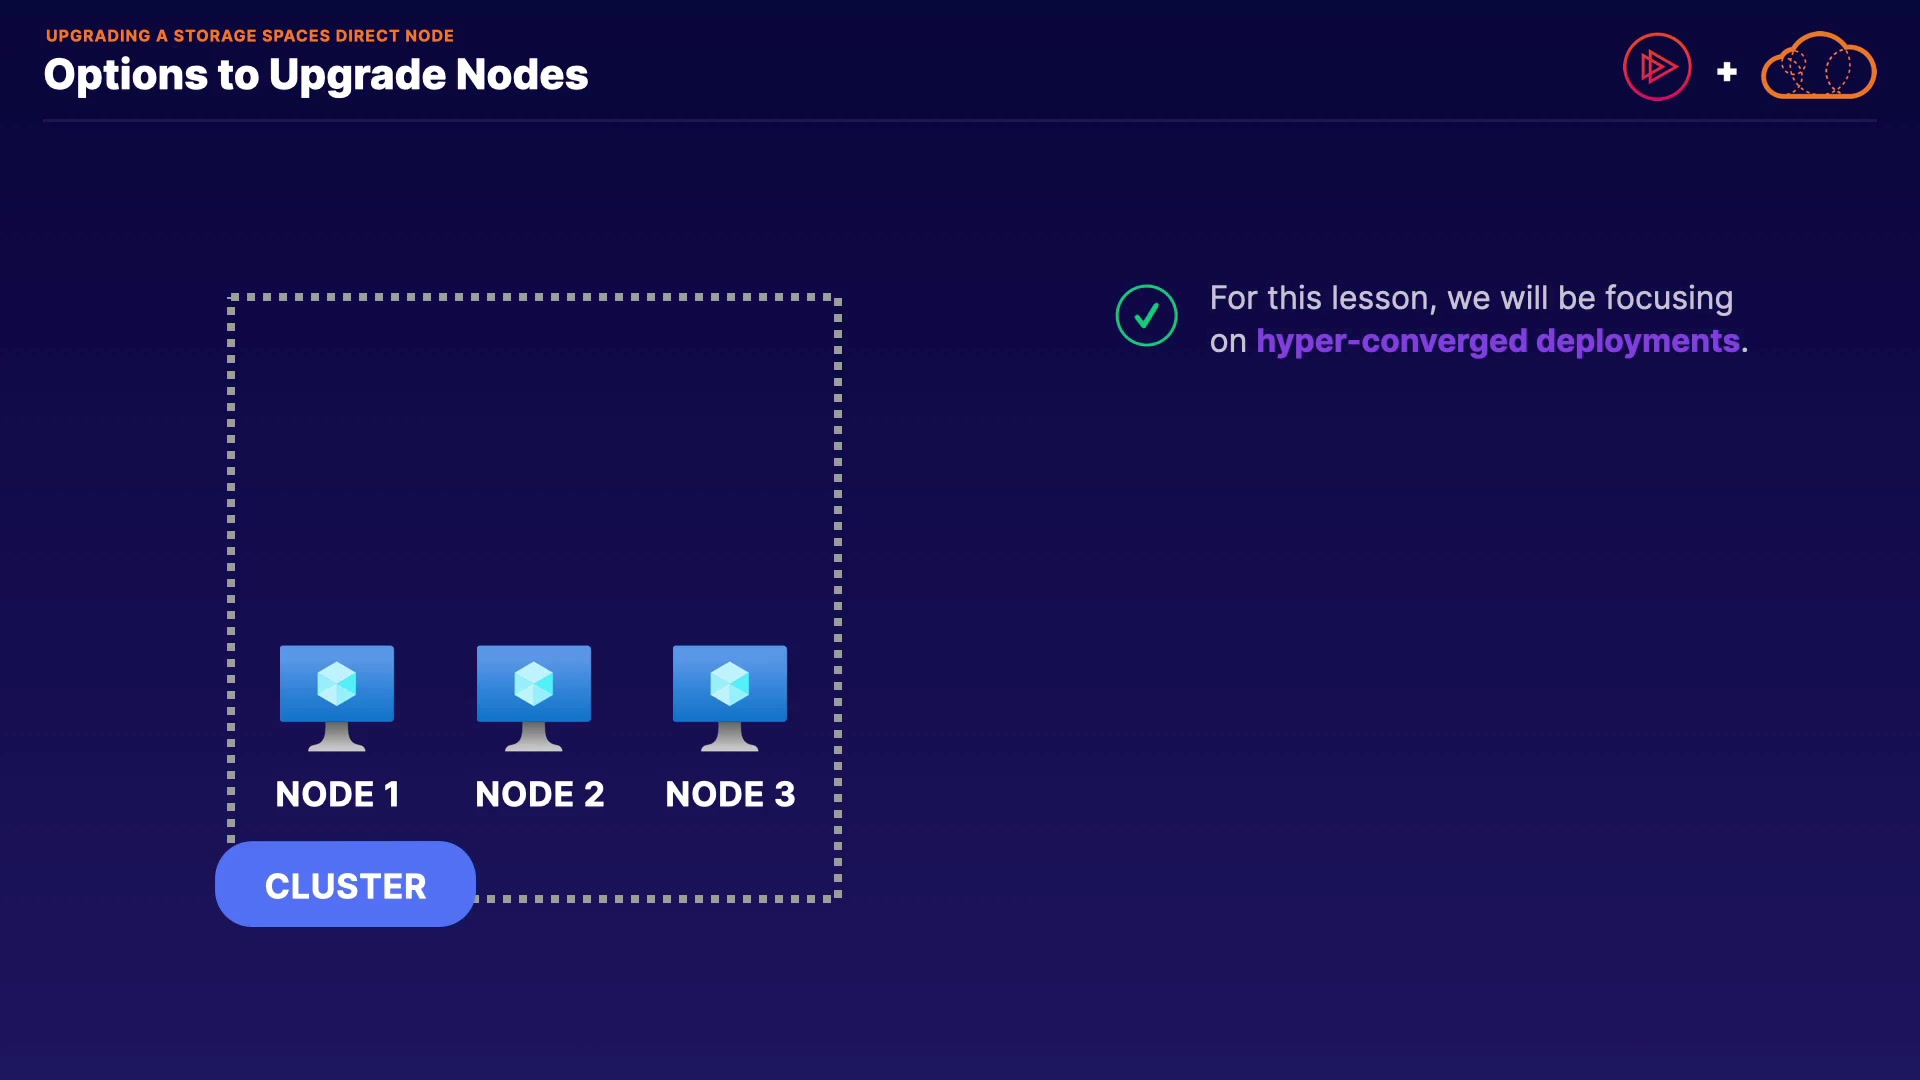 UPGRADING A STORAGE SPACES DIRECT NODE
Options to Upgrade Nodes
For this lesson, we will be focusing
on hyper-converged deployments.
NODE 1
NODE 2
NODE 3
CLUSTER